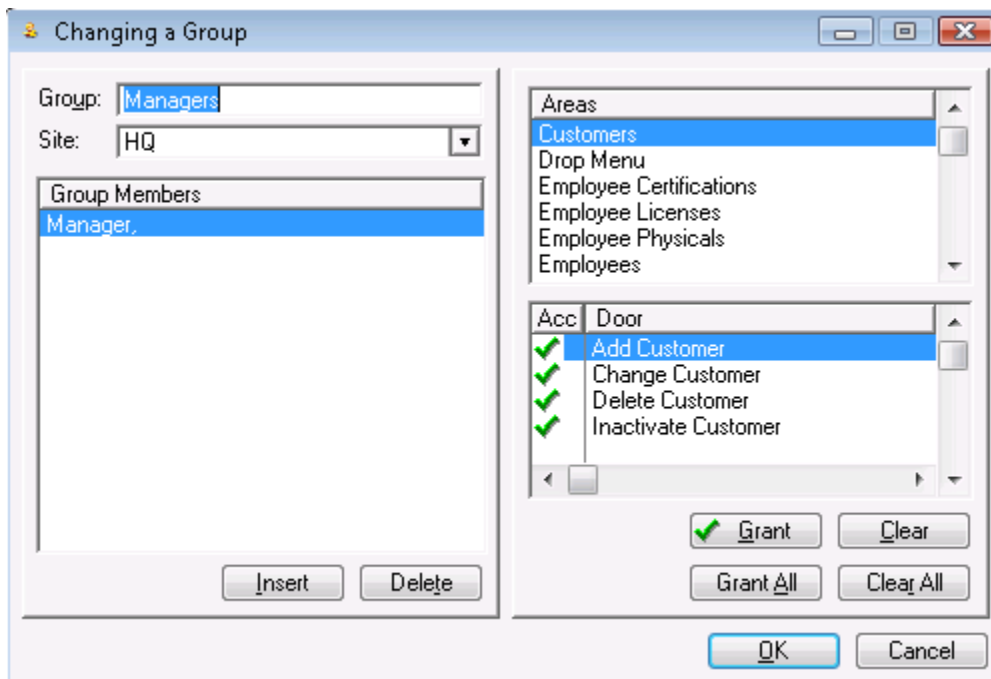 Changing a Group
Group: Managers
Site: HQ
Group Members
Manager,
Insert Delete
Areas
Customers
Drop Menu
Employee Certifications
Employee Licenses
Employee Physicals
Employees
Acc Door
Add Customer
Change Customer
Delete Customer
Inactivate Customer
Grant Clear
Grant All Clear All
OK Cancel